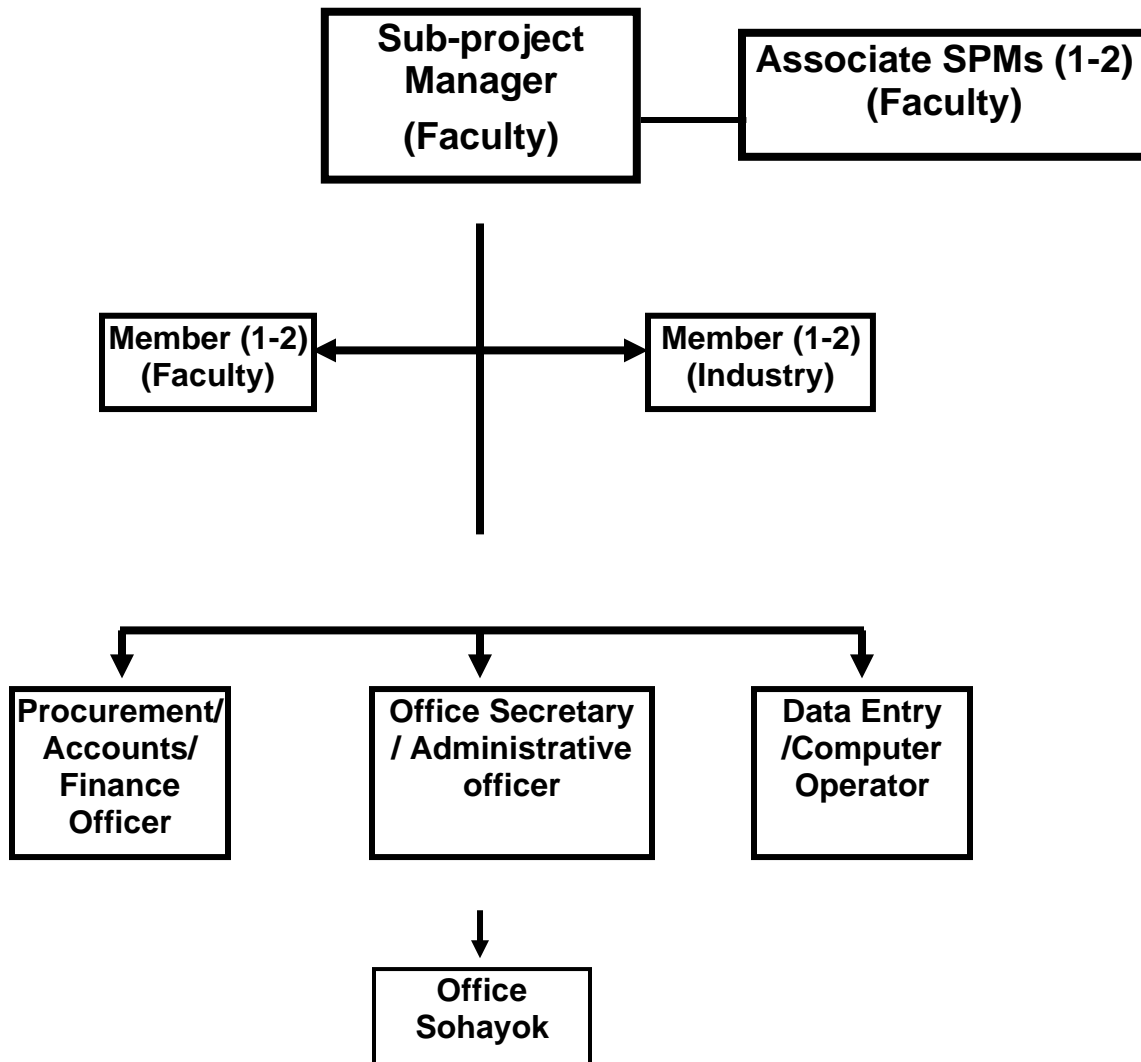 Sub-project
Manager
(Faculty)
Associate SPMs (1-2)
(Faculty)
Member (1-2)
(Faculty)
Member (1-2)
(Industry)
Procurement/
Accounts/
Finance
Officer
Office Secretary
/ Administrative
officer
Data Entry
/Computer
Operator
Office
Sohayok